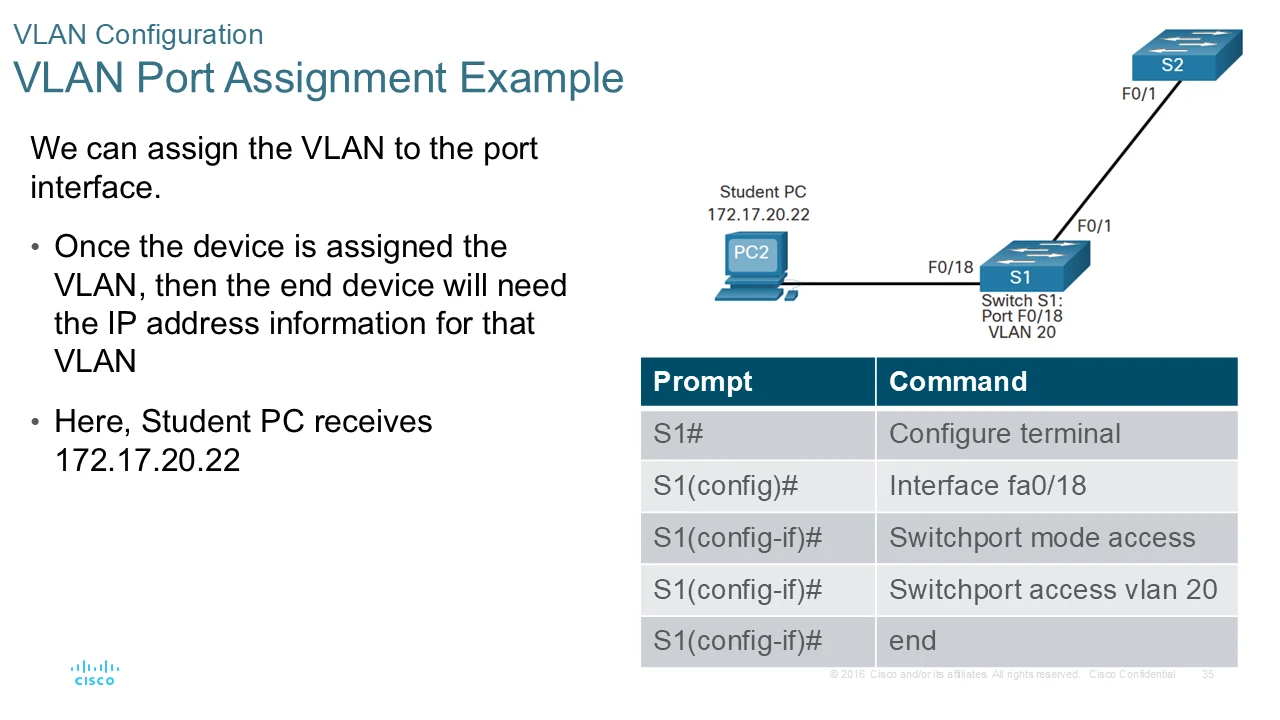 VLAN Configuration
VLAN Port Assignment Example
We can assign the VLAN to the port
interface.
• Once the device is assigned the
VLAN, then the end device will need
the IP address information for that
VLAN
• Here, Student PC receives
172.17.20.22
S2
F0/1
Student PC
172.17.20.22
PC2
F0/1
F0/18
S1
Switch S1:
Port F0/18
VLAN 20
Prompt Command
S1# Configure terminal
S1(config)# Interface fa0/18
S1(config-if)# Switchport mode access
S1(config-if)# Switchport access vlan 20
S1(config-if)# end
CISCO
© 2016 Cisco and/or its affiliates. All rights reserved. Cisco Confidential 35